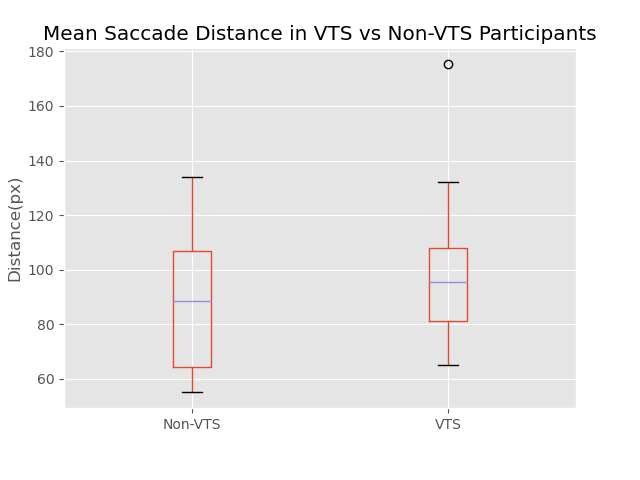 Mean Saccade Distance in VTS vs Non-VTS Participants
180
160
140
120
100
80
60
Distance(px)
Non-VTS
VTS